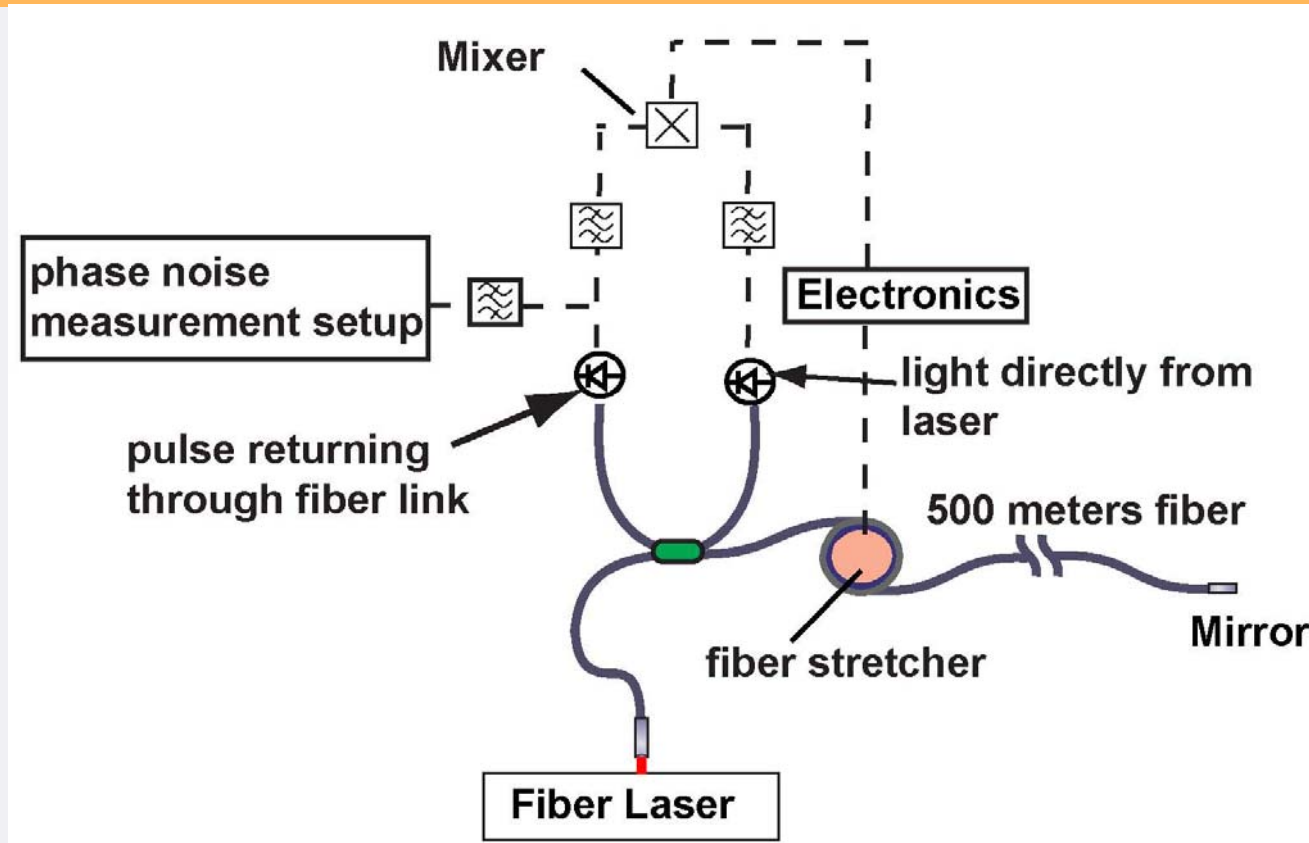 Mixer
phase noise
measurement setup
Electronics
light directly from
laser
pulse returning
through fiber link
500 meters fiber
Mirror
fiber stretcher
Fiber Laser